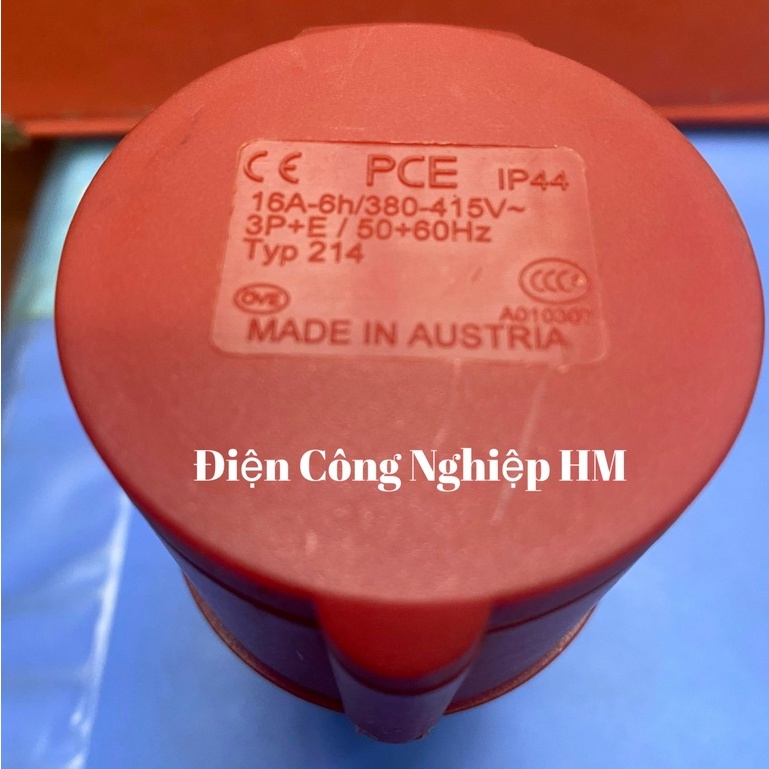 CE PCE IP44
16A-6h/380-415V~
3P+E / 50+60Hz
Typ 214
ÖVE CCC
MADE IN AUSTRIA
Điện Công Nghiệp HM